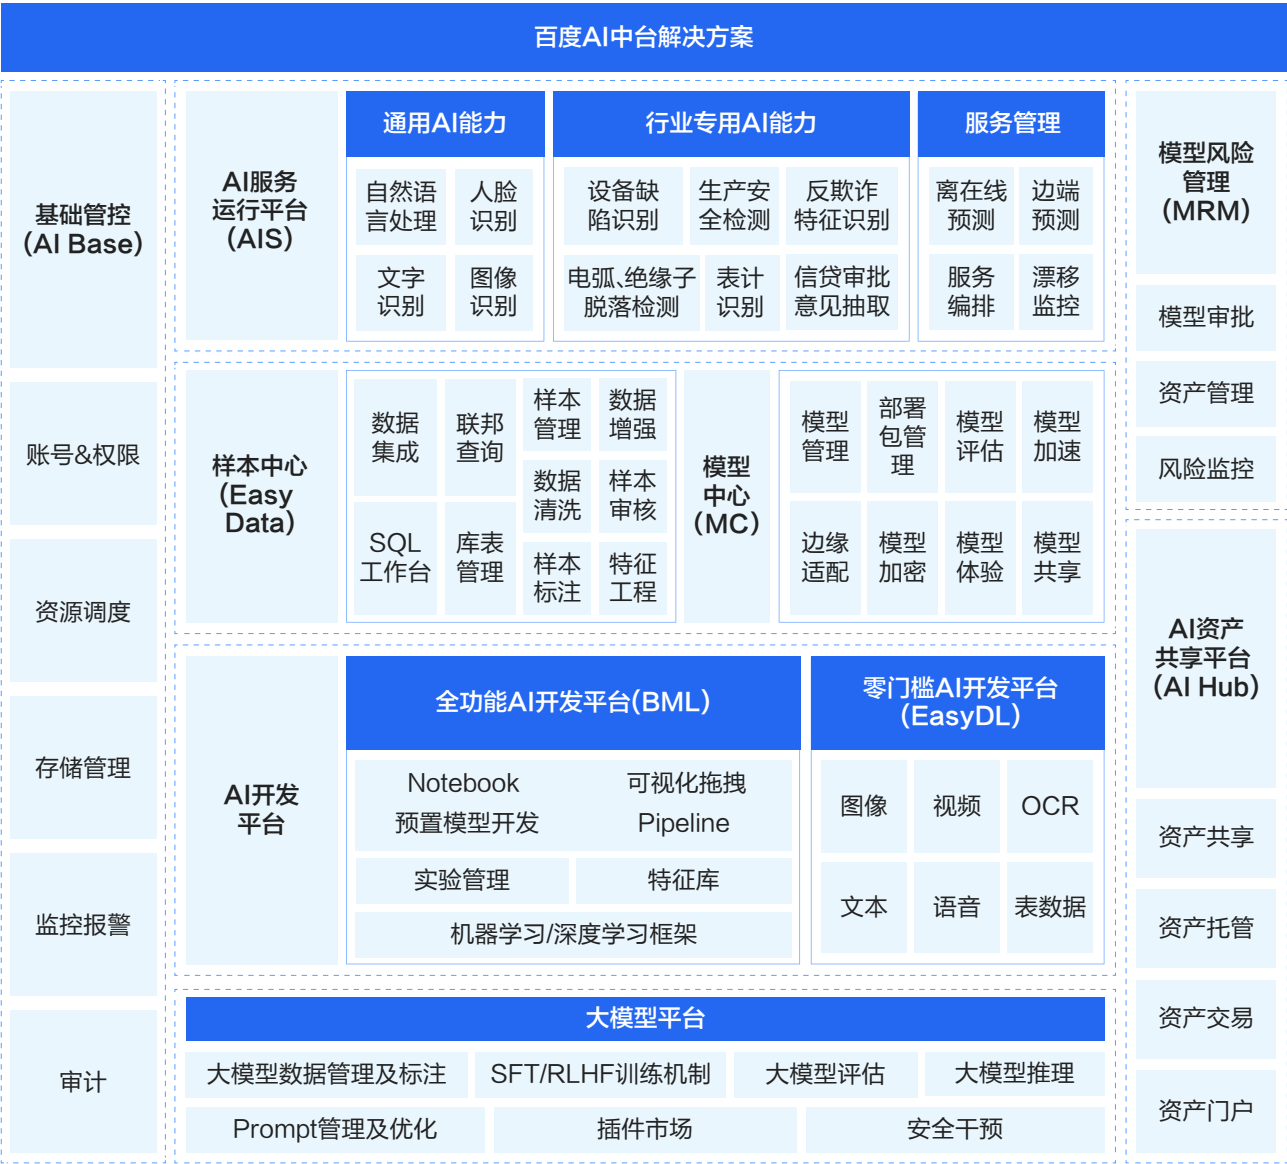 百度AI中台解决方案
基础管控
(AI Base)
账号&权限
资源调度
存储管理
监控报警
审计
AI服务
运行平台
(AIS)
通用AI能力
自然语
言处理
人脸
识别
文字
识别
图像
识别
行业专用AI能力
设备缺
陷识别
生产安
全检测
反欺诈
特征识别
电弧、绝缘子
脱落检测
表计
识别
信贷审批
意见抽取
服务管理
离在线
预测
边端
预测
服务
编排
漂移
监控
样本中心
(Easy
Data)
数据
集成
联邦
查询
样本
管理
数据
增强
数据
清洗
样本
审核
SQL
工作台
库表
管理
样本
标注
特征
工程
模型
中心
(MC)
模型
管理
部署
包管
理
模型
评估
模型
加速
边缘
适配
模型
加密
模型
体验
模型
共享
AI开发
平台
全功能AI开发平台(BML)
Notebook
可视化拖拽
预置模型开发
Pipeline
实验管理
特征库
机器学习/深度学习框架
零门槛AI开发平台
(EasyDL)
图像
视频
OCR
文本
语音
表数据
大模型平台
大模型数据管理及标注
SFT/RLHF训练机制
大模型评估
大模型推理
Prompt管理及优化
插件市场
安全干预
模型风险
管理
(MRM)
模型审批
资产管理
风险监控
AI资产
共享平台
(AI Hub)
资产共享
资产托管
资产交易
资产门户